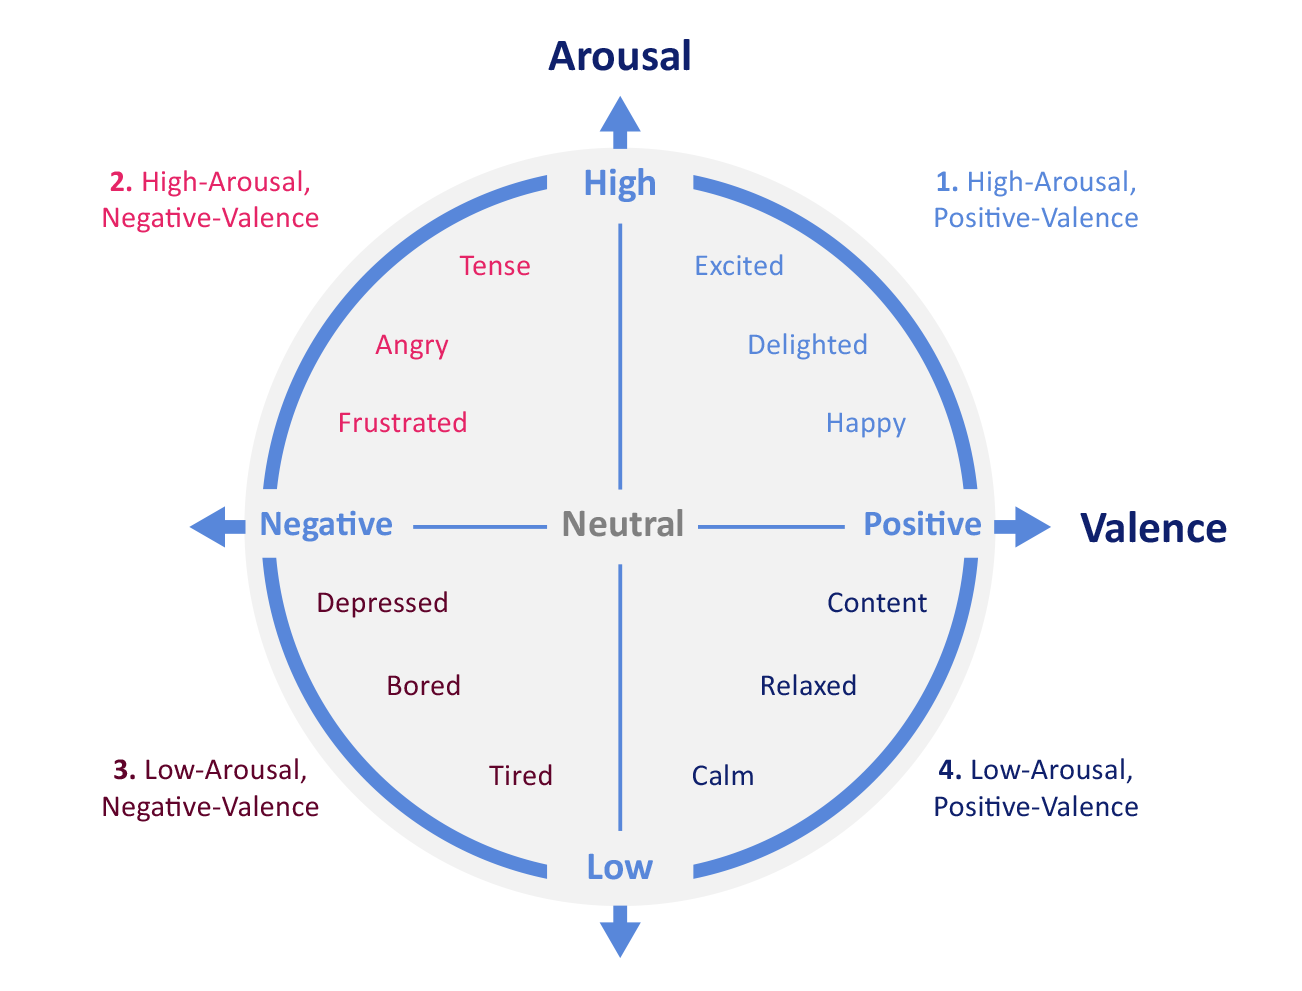 Arousal
2. High-Arousal,
Negative-Valence
High
1. High-Arousal,
Positive-Valence
Tense
Excited
Angry
Delighted
Frustrated
Happy
Negative
Neutral
Positive
Valence
Depressed
Content
Bored
Relaxed
3. Low-Arousal,
Negative-Valence
Tired
Calm
4. Low-Arousal,
Positive-Valence
Low